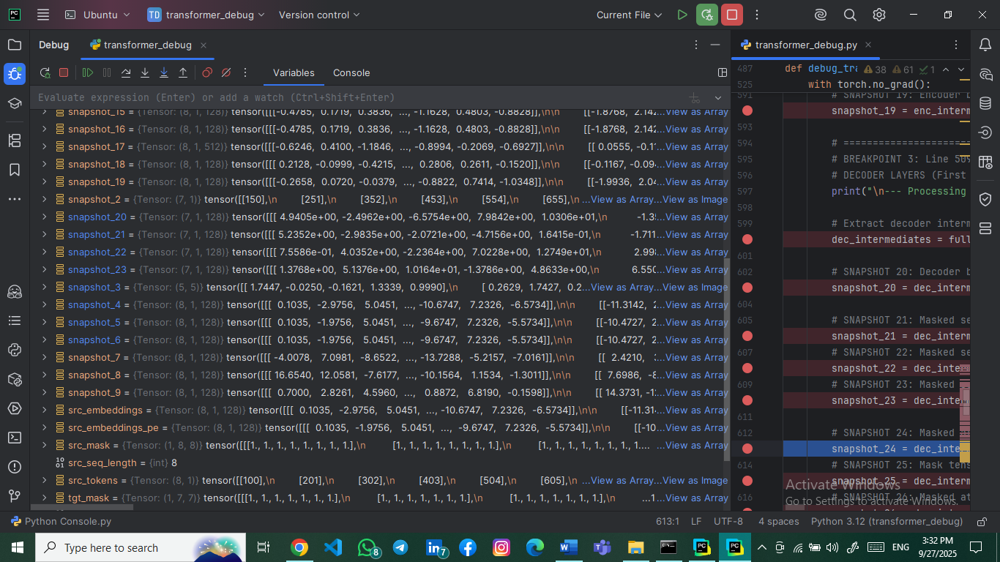 PC Ubuntu TD transformer_debug Version control Current File
Debug transformer_debug transformer_debug.py
Variables Console
Evaluate expression (Enter) or add a watch (Ctrl+Shift+Enter)
snapshot_15 = {Tensor: (8, 1, 128)} tensor([[[-0.4785, 0.1719, 0.3836, ..., -1.1628, 0.4803, -0.8828]],\n\n [[-1.8768, 2.142 ...View as Array
snapshot_16 = {Tensor: (8, 1, 128)} tensor([[[-0.4785, 0.1719, 0.3836, ..., -1.1628, 0.4803, -0.8828]],\n\n [[-1.8768, 2.142 ...View as Array
snapshot_17 = {Tensor: (8, 1, 512)} tensor([[[-0.6246, 0.4100, -1.1846, ..., -0.8994, -0.2069, -0.6927]],\n\n [[ 0.0555, -0.11 ...View as Array
snapshot_18 = {Tensor: (8, 1, 128)} tensor([[[ 0.2128, -0.0999, -0.4215, ..., 0.2806, 0.2611, -0.1520]],\n\n [[-0.1167, -0.09 ...View as Array
snapshot_19 = {Tensor: (8, 1, 128)} tensor([[[-0.2658, 0.0720, -0.0379, ..., -0.8822, 0.7414, -1.0348]],\n\n [[-1.9936, 2.04 ...View as Array
snapshot_2 = {Tensor: (7, 1)} tensor([[150],\n [251],\n [352],\n [453],\n [554],\n [655],\n ...View as Array...View as Image
snapshot_20 = {Tensor: (7, 1, 128)} tensor([[[ 4.9405e+00, -2.4962e+00, -6.5754e+00, 7.9842e+00, 1.0306e+01,\n -1.35 ...View as Array
snapshot_21 = {Tensor: (7, 1, 128)} tensor([[[ 5.2352e+00, -2.9835e+00, -2.0721e+00, -4.7156e+00, 1.6415e-01,\n -1.711 ...View as Array
snapshot_22 = {Tensor: (7, 1, 128)} tensor([[[ 7.5586e-01, 4.0352e+00, -2.2364e+00, 7.0228e+00, 1.2749e+01,\n 2.998 ...View as Array
snapshot_23 = {Tensor: (7, 1, 128)} tensor([[[ 1.3768e+00, 5.1376e+00, 1.0164e+01, -1.3786e+00, 4.8633e+00,\n 6.550 ...View as Array
snapshot_3 = {Tensor: (5, 5)} tensor([[ 1.7447, -0.0250, -0.1621, 1.3339, 0.9990],\n [ 0.2629, 1.7427, 0.2...View as Array...View as Image
snapshot_4 = {Tensor: (8, 1, 128)} tensor([[[ 0.1035, -2.9756, 5.0451, ..., -10.6747, 7.2326, -6.5734]],\n\n [[-11.3142, 2 ...View as Array
snapshot_5 = {Tensor: (8, 1, 128)} tensor([[[ 0.1035, -1.9756, 5.0451, ..., -9.6747, 7.2326, -5.5734]],\n\n [[-10.4727, 2 ...View as Array
snapshot_6 = {Tensor: (8, 1, 128)} tensor([[[ 0.1035, -1.9756, 5.0451, ..., -9.6747, 7.2326, -5.5734]],\n\n [[-10.4727, 2 ...View as Array
snapshot_7 = {Tensor: (8, 1, 128)} tensor([[[ -4.0078, 7.0981, -8.6522, ..., -13.7288, -5.2157, -7.0161]],\n\n [[ 2.4210, ...View as Array
snapshot_8 = {Tensor: (8, 1, 128)} tensor([[[ 16.6540, 12.0581, -7.6177, ..., -10.1564, 1.1534, -1.3011]],\n\n [[ 7.6986, -8 ...View as Array
snapshot_9 = {Tensor: (8, 1, 128)} tensor([[[ 0.7000, 2.8261, 4.5960, ..., 0.8872, 6.8190, -0.1598]],\n\n [[ 14.3731, -1 ...View as Array
src_embeddings = {Tensor: (8, 1, 128)} tensor([[[ 0.1035, -2.9756, 5.0451, ..., -10.6747, 7.2326, -6.5734]],\n\n [[-11.31 ...View as Array
src_embeddings_pe = {Tensor: (8, 1, 128)} tensor([[[ 0.1035, -1.9756, 5.0451, ..., -9.6747, 7.2326, -5.5734]],\n\n [[-10 ...View as Array
src_mask = {Tensor: (1, 8, 8)} tensor([[[1., 1., 1., 1., 1., 1., 1., 1.],\n [1., 1., 1., 1., 1., 1., 1., 1.],\n [1., 1., 1., 1., 1., 1., 1., 1.... ...View as Array
src_seq_length = {int} 8
src_tokens = {Tensor: (8, 1)} tensor([[100],\n [201],\n [302],\n [403],\n [504],\n [605],\n ...View as Array...View as Image
tgt_mask = {Tensor: (1, 7, 7)} tensor([[[1., 1., 1., 1., 1., 1., 1.],\n [1., 1., 1., 1., 1., 1., 1.],\n [1., 1., 1., 1., 1., 1., 1.],\n ...1 ...View as Array
487 def debug_tra 38 61 1
525 with torch.no_grad():
591 # SNAPSHOT 19: Encoder b
snapshot_19 = enc_interm
593
594 # ====================
595 # BREAKPOINT 3: Line 509
596 # DECODER LAYERS (First
597 print("\n--- Processing
598
599 # Extract decoder interm
dec_intermediates = full
601
602 # SNAPSHOT 20: Decoder b
snapshot_20 = dec_interm
604
605 # SNAPSHOT 21: Masked se
snapshot_21 = dec_interm
607 # SNAPSHOT 22: Masked se
snapshot_22 = dec_inte
609 # SNAPSHOT 23: Masked
snapshot_23 = dec_inte
611
612 # SNAPSHOT 24: Masked
snapshot_24 = dec_inte
614 # SNAPSHOT 25: Mask tens
snapshot_25 = dec_interm
616 # SNAPSHOT 26: Masked at
Activate Windows
Go to Settings to activate Windows.
Python Console.py 613:1 LF UTF-8 4 spaces Python 3.12 (transformer_debug)
Type here to search 8 7 ENG 3:32 PM
9/27/2025